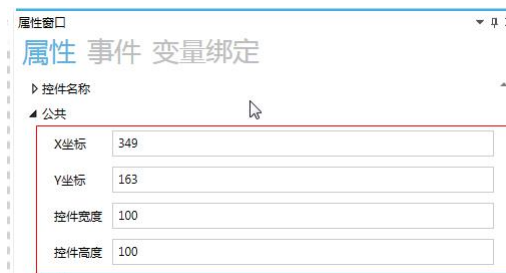 属性窗口
属性 事件 变量绑定
控件名称
公共
X坐标 349
Y坐标 163
控件宽度 100
控件高度 100